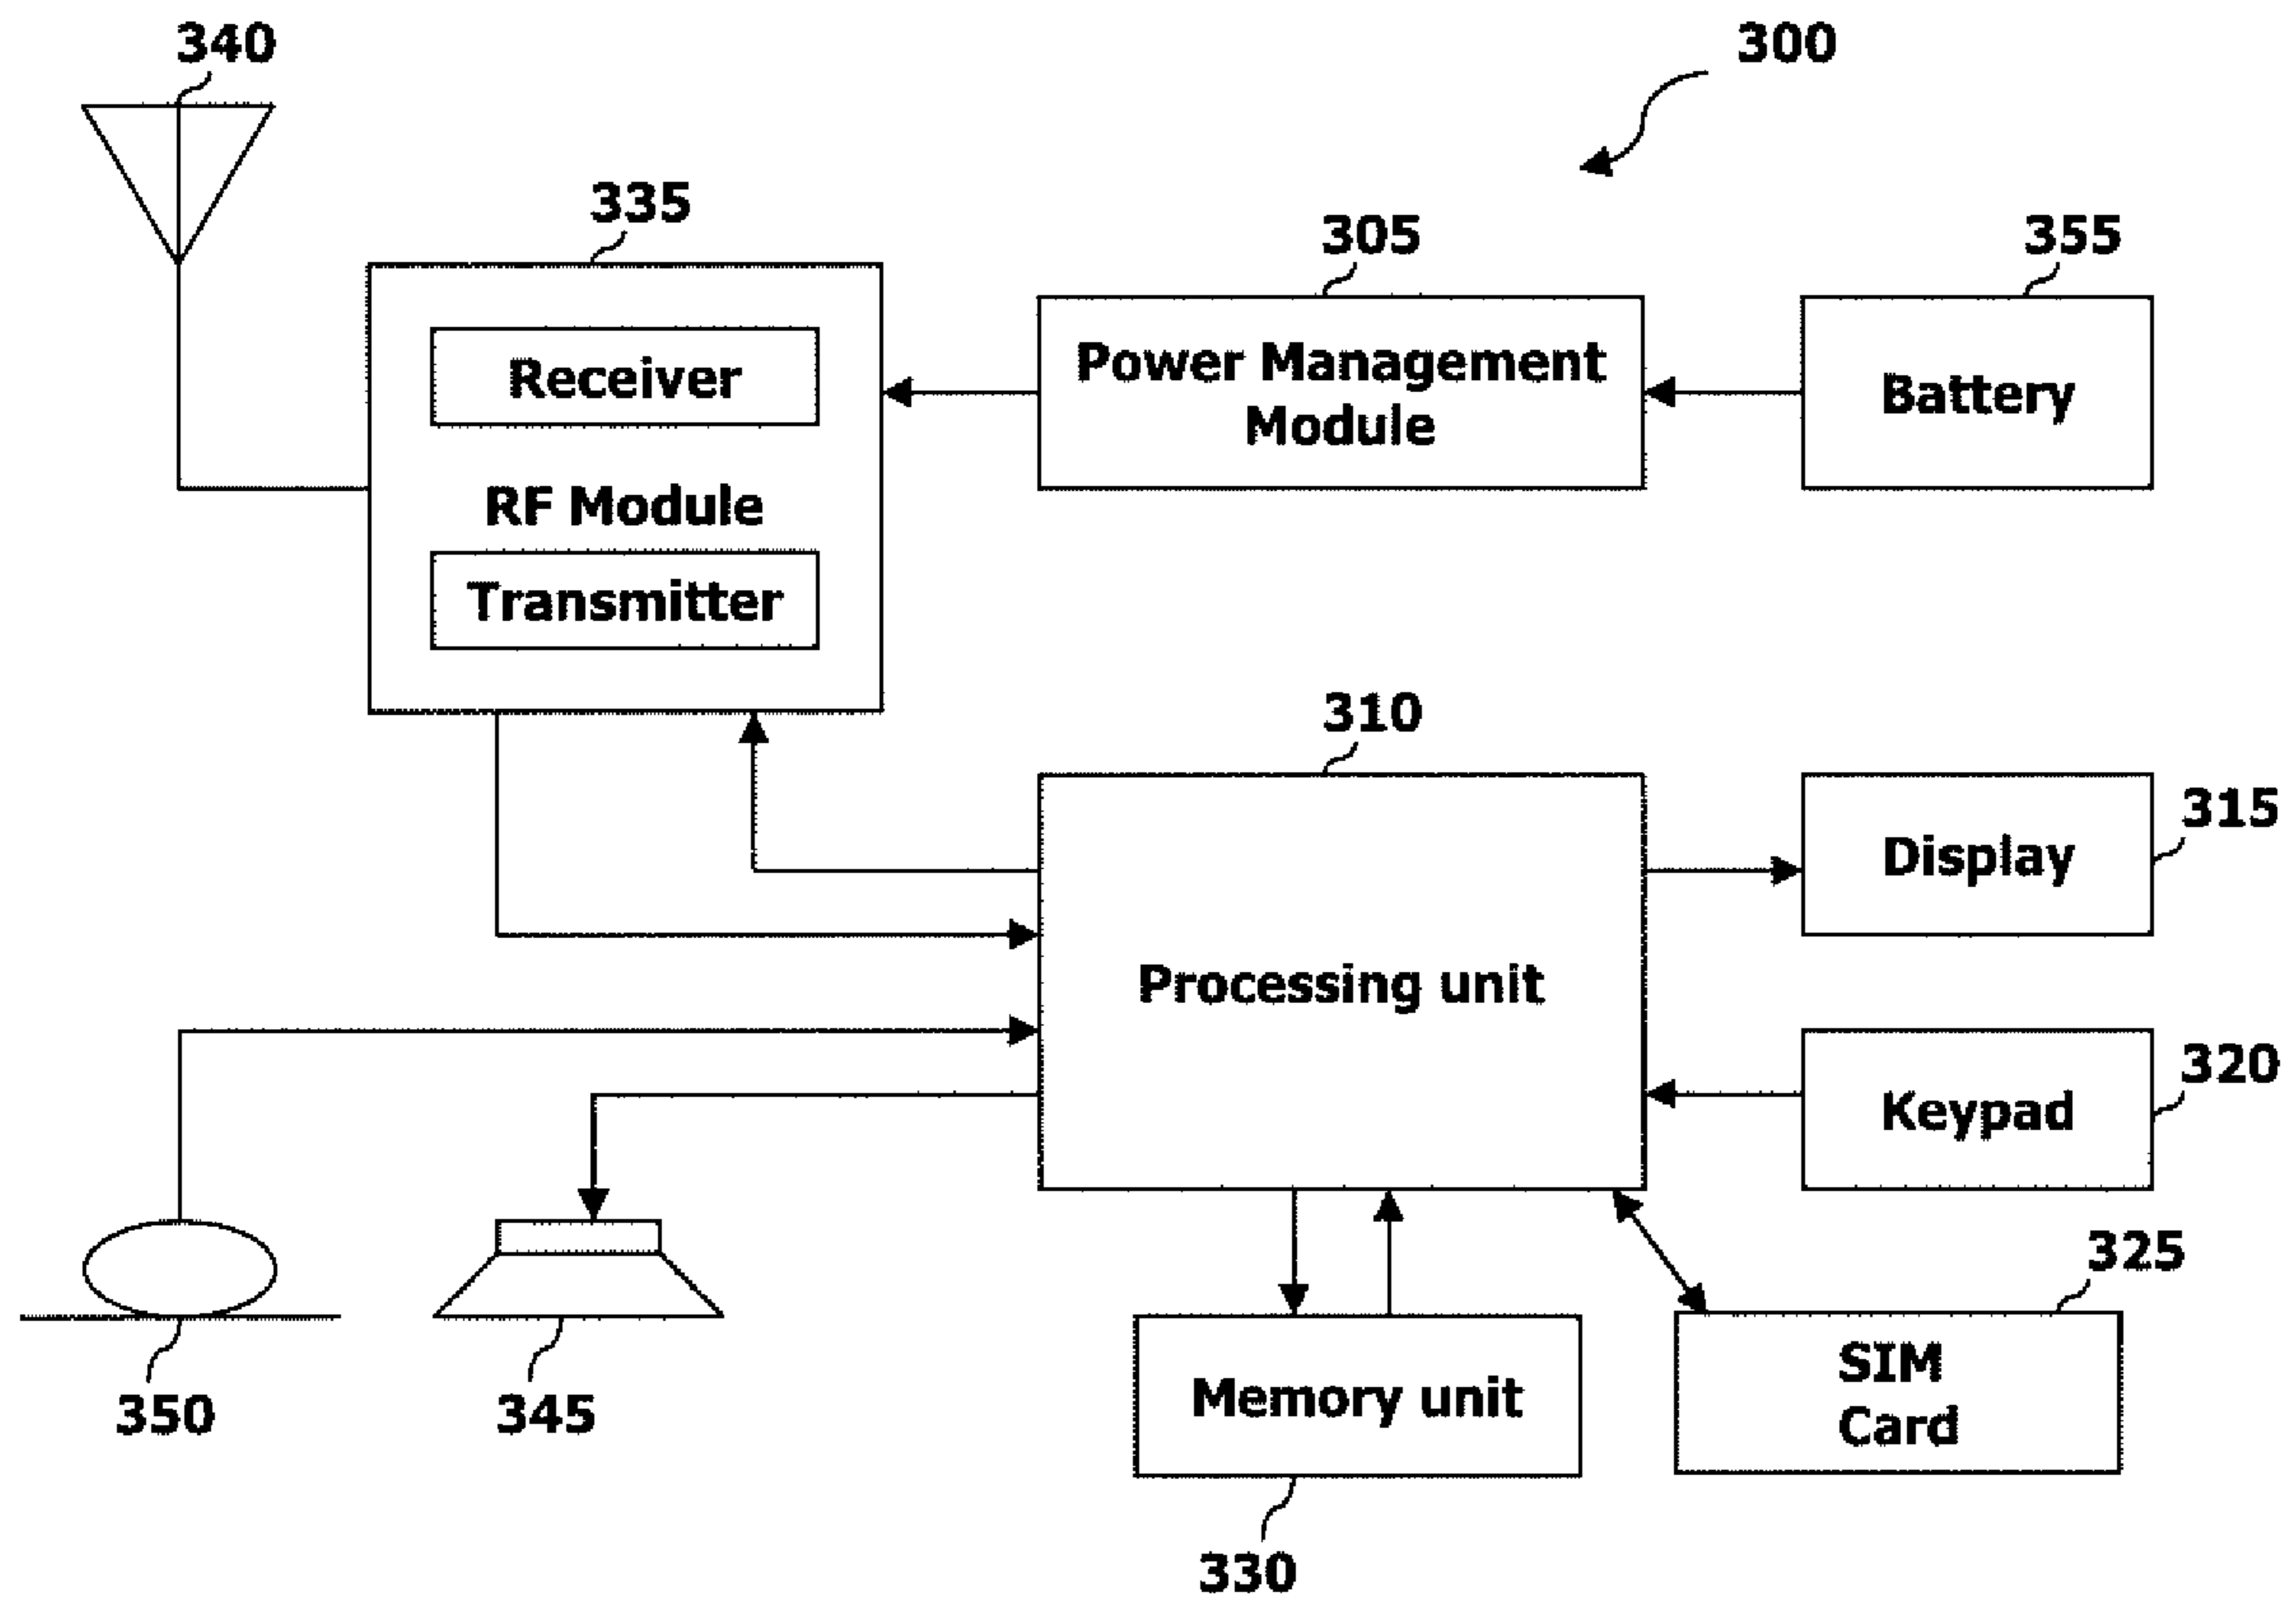 340
300
335
305
355
Receiver
Power Management
Module
Battery
RF Module
Transmitter
310
315
Display
Processing unit
320
Keypad
325
SIM
Card
Memory unit
350
345
330